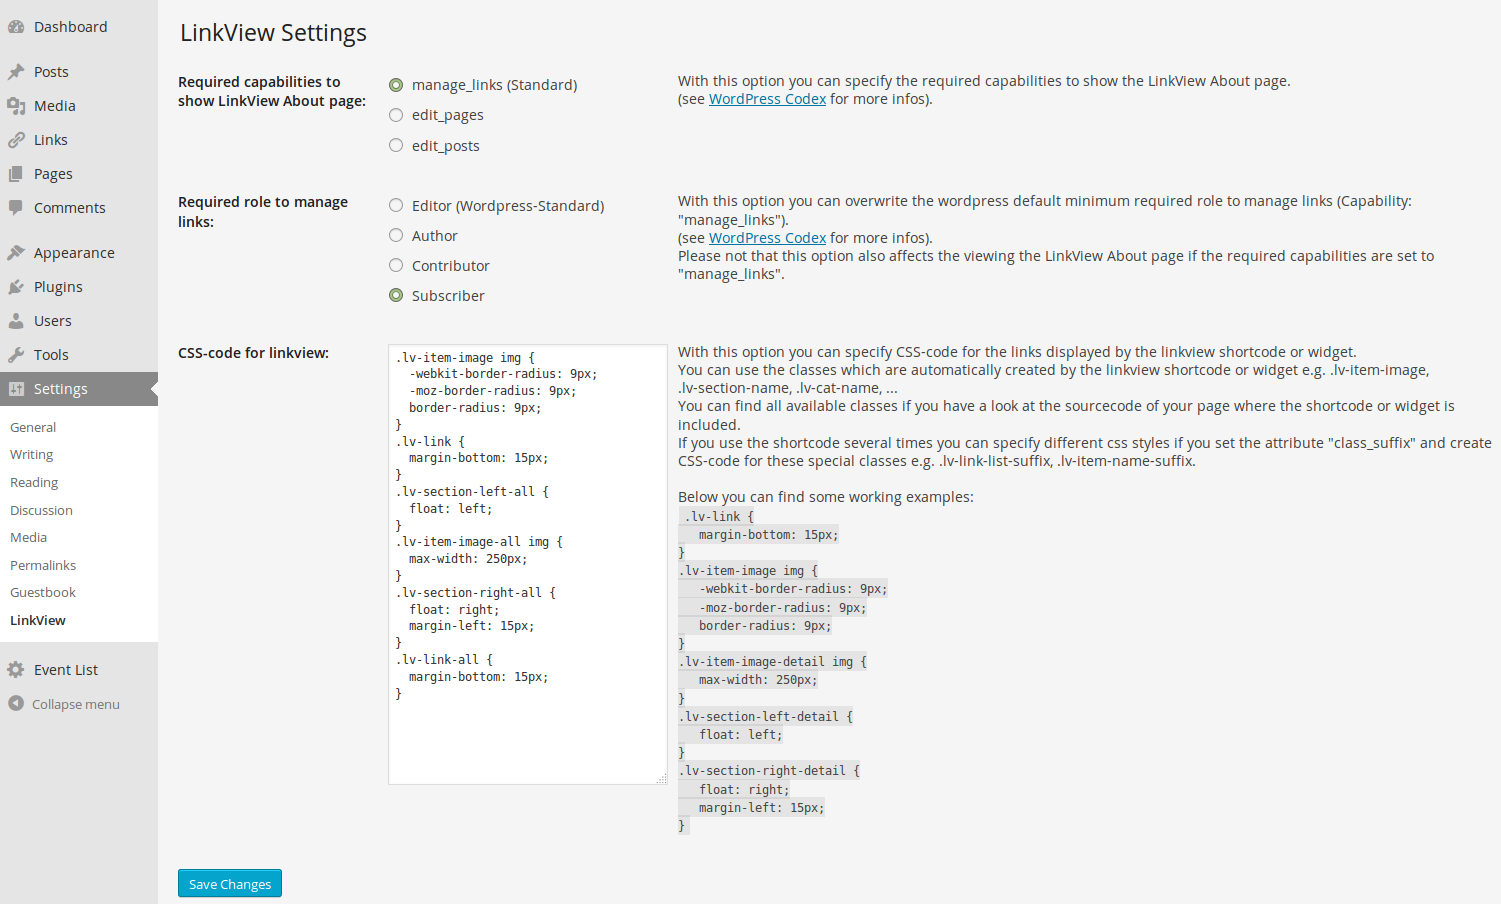 Dashboard
Posts
Media
Links
Pages
Comments
Appearance
Plugins
Users
Tools
Settings
General
Writing
Reading
Discussion
Media
Permalinks
Guestbook
LinkView
Event List
Collapse menu
LinkView Settings
Required capabilities to
show LinkView About page:
manage_links (Standard)
edit_pages
edit_posts
With this option you can specify the required capabilities to show the LinkView About page.
(see WordPress Codex for more infos).
Required role to manage
links:
Editor (Wordpress-Standard)
Author
Contributor
Subscriber
With this option you can overwrite the wordpress default minimum required role to manage links (Capability:
"manage_links").
(see WordPress Codex for more infos).
Please not that this option also affects the viewing the LinkView About page if the required capabilities are set to
"manage_links".
CSS-code for linkview:
.lv-item-image img {
  -webkit-border-radius: 9px;
  -moz-border-radius: 9px;
  border-radius: 9px;
}
.lv-link {
  margin-bottom: 15px;
}
.lv-section-left-all {
  float: left;
}
.lv-item-image-all img {
  max-width: 250px;
}
.lv-section-right-all {
  float: right;
  margin-left: 15px;
}
.lv-link-all {
  margin-bottom: 15px;
}
With this option you can specify CSS-code for the links displayed by the linkview shortcode or widget.
You can use the classes which are automatically created by the linkview shortcode or widget e.g. .lv-item-image,
.lv-section-name, .lv-cat-name, ...
You can find all available classes if you have a look at the sourcecode of your page where the shortcode or widget is
included.
If you use the shortcode several times you can specify different css styles if you set the attribute "class_suffix" and create
CSS-code for these special classes e.g. .lv-link-list-suffix, .lv-item-name-suffix.
Below you can find some working examples:
.lv-link {
   margin-bottom: 15px;
}
.lv-item-image img {
   -webkit-border-radius: 9px;
   -moz-border-radius: 9px;
   border-radius: 9px;
}
.lv-item-image-detail img {
   max-width: 250px;
}
.lv-section-left-detail {
   float: left;
}
.lv-section-right-detail {
   float: right;
   margin-left: 15px;
}
Save Changes